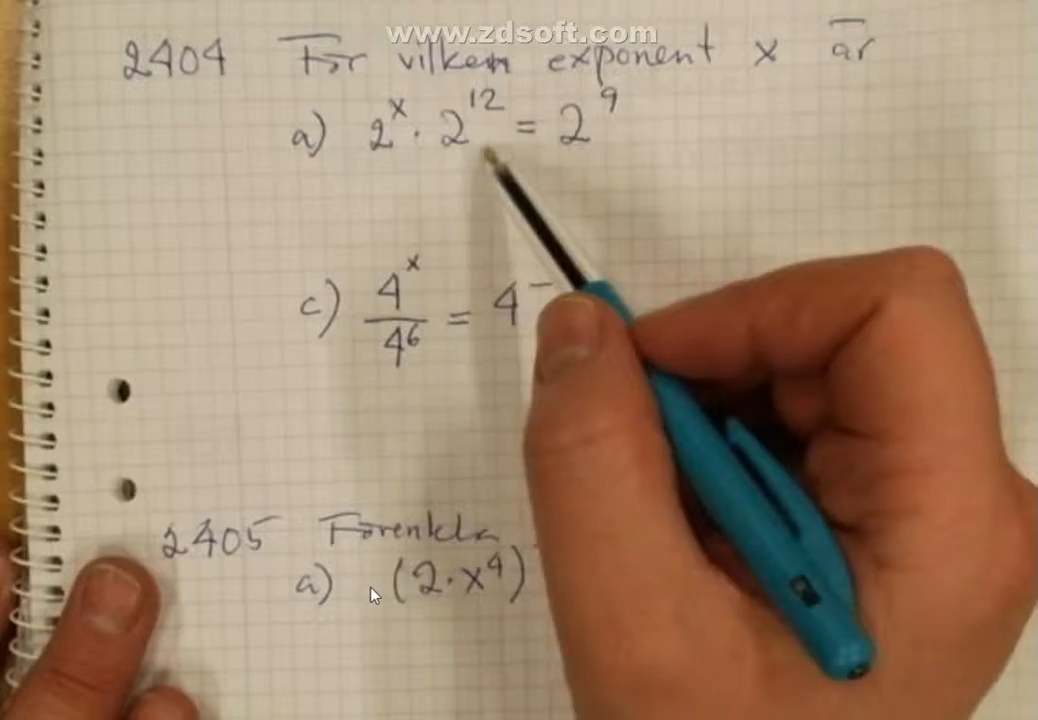 www.zdsoft.com
2404 För vilken exponent x är
a) 2^x · 2^12 = 2^9
c) 4^x / 4^6 = 4^-
2405 Förenkla
a) (2·x^4)